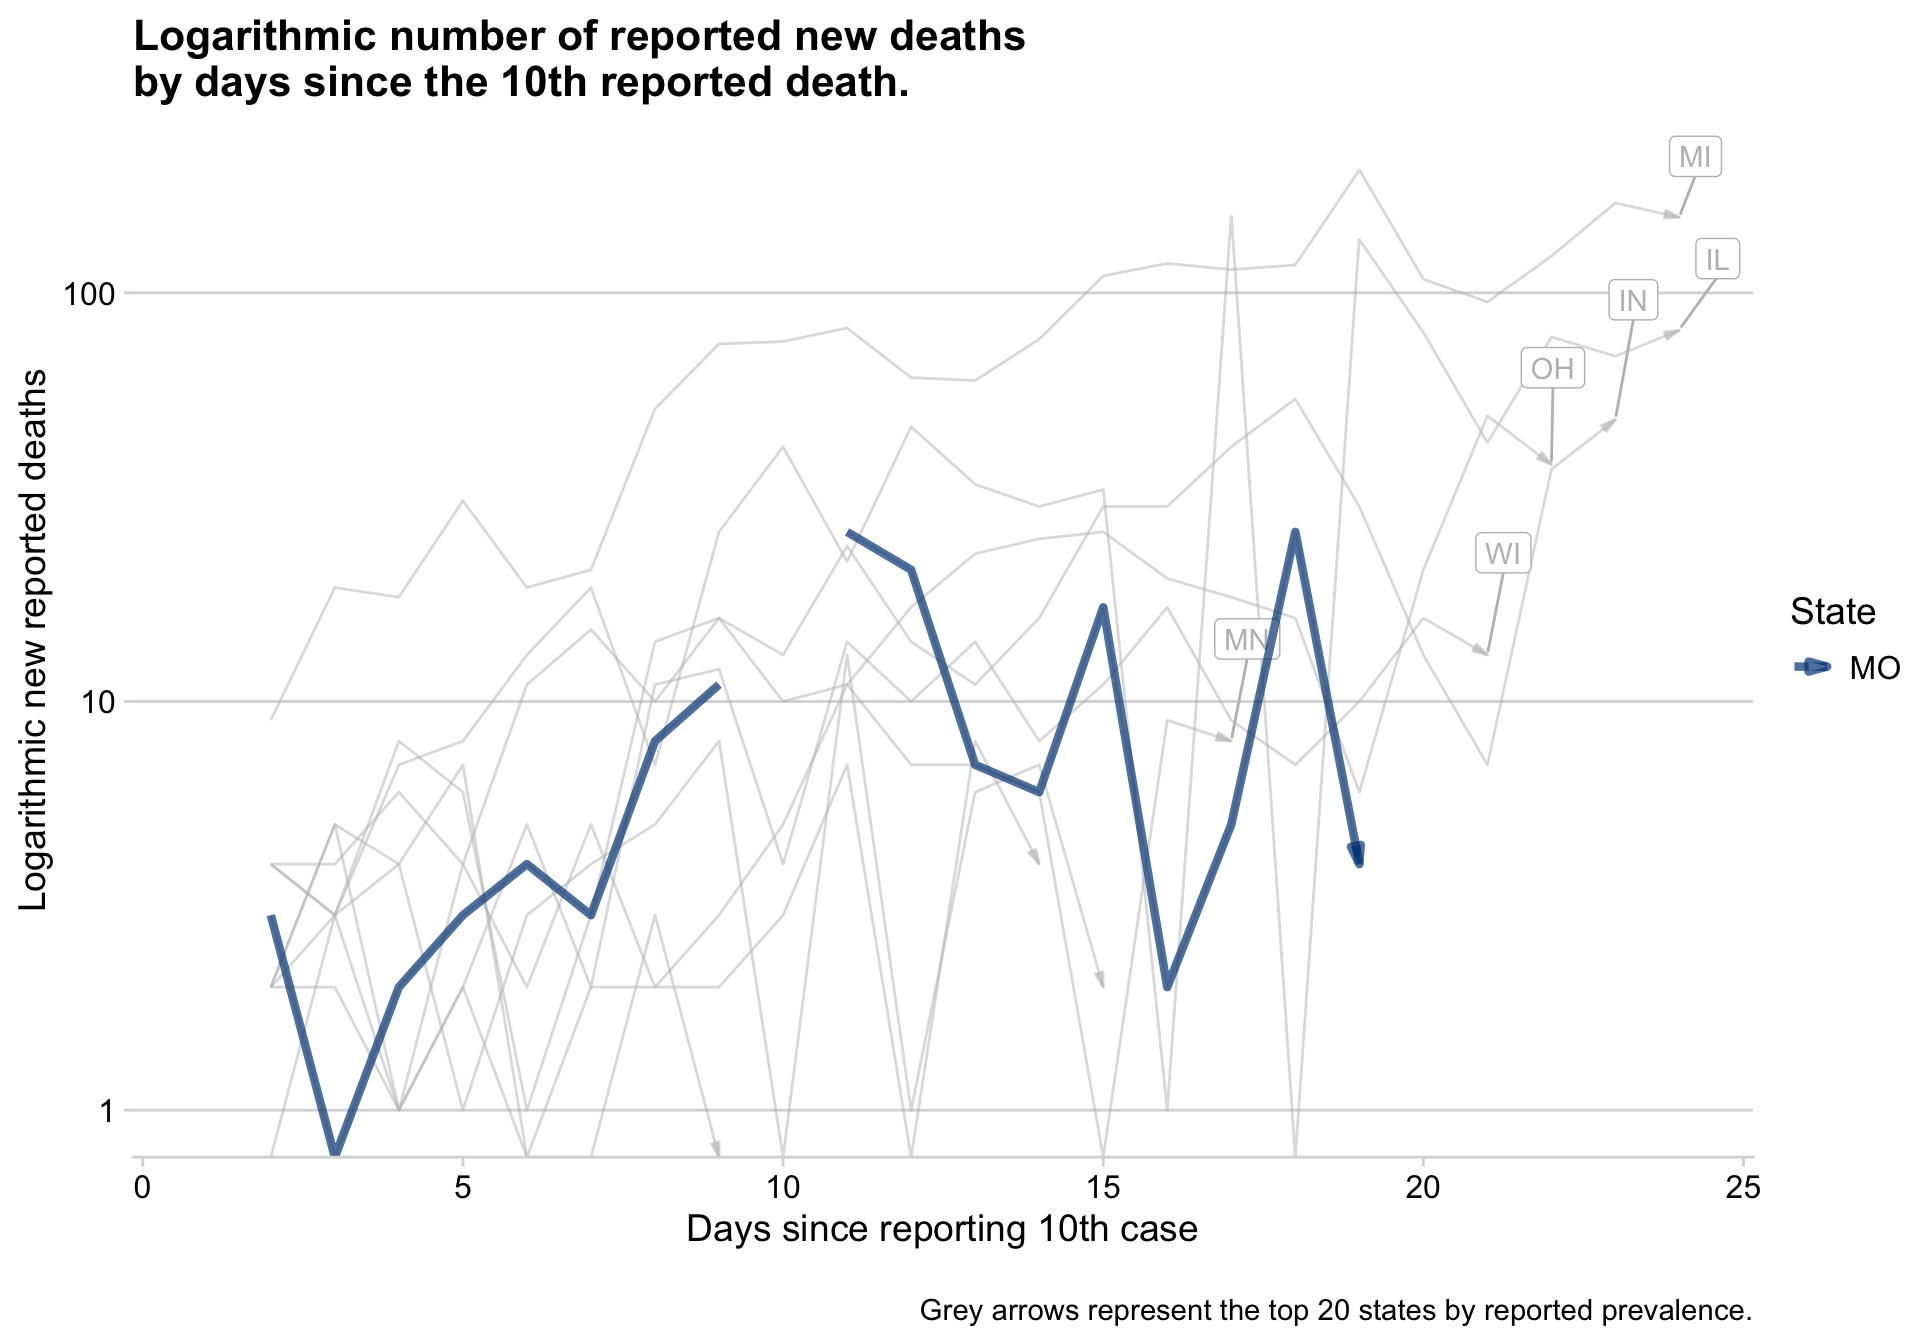 Logarithmic number of reported new deaths
by days since the 10th reported death.
MI
IL
100
IN
OH
WI
State
MN
MO
10
1
Logarithmic new reported deaths
0
5
10
15
20
25
Days since reporting 10th case
Grey arrows represent the top 20 states by reported prevalence.